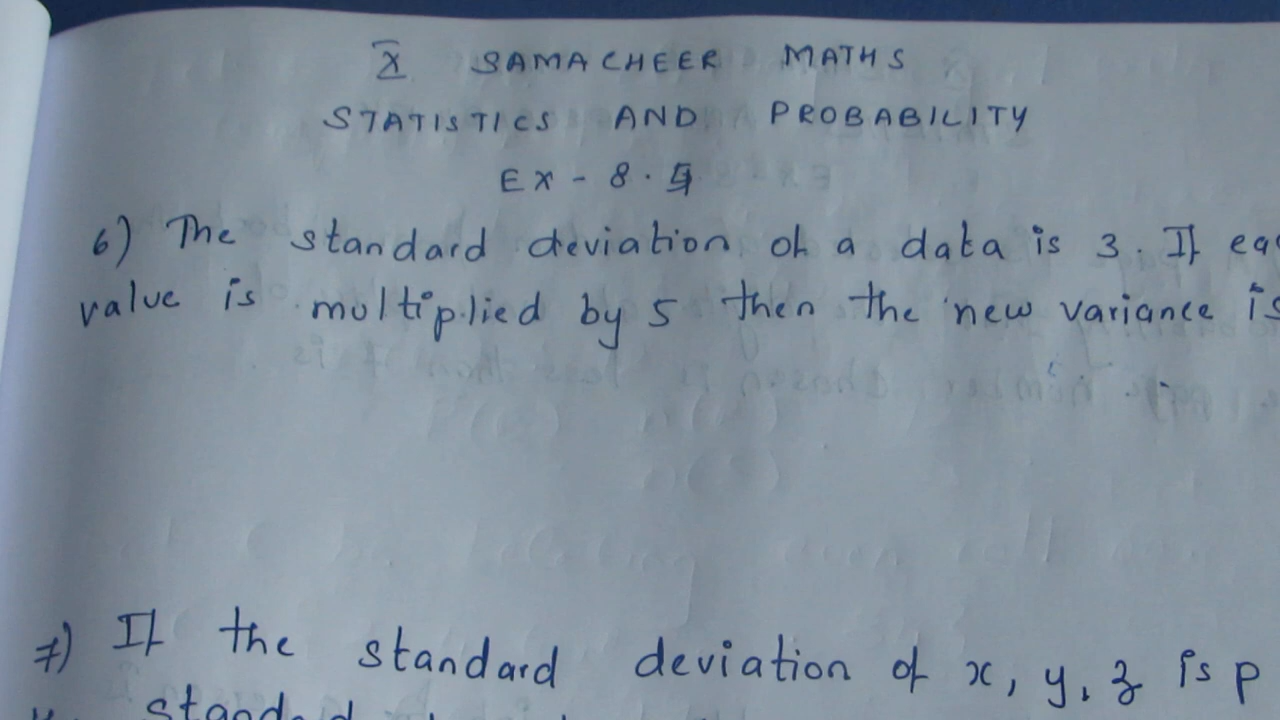 X SAMACHEER MATHS
STATISTICS AND PROBABILITY
EX - 8.5
6) The standard deviation of a data is 3. If
value is multiplied by 5 then the new variance is
7) If the standard deviation of x, y, z is p
standard